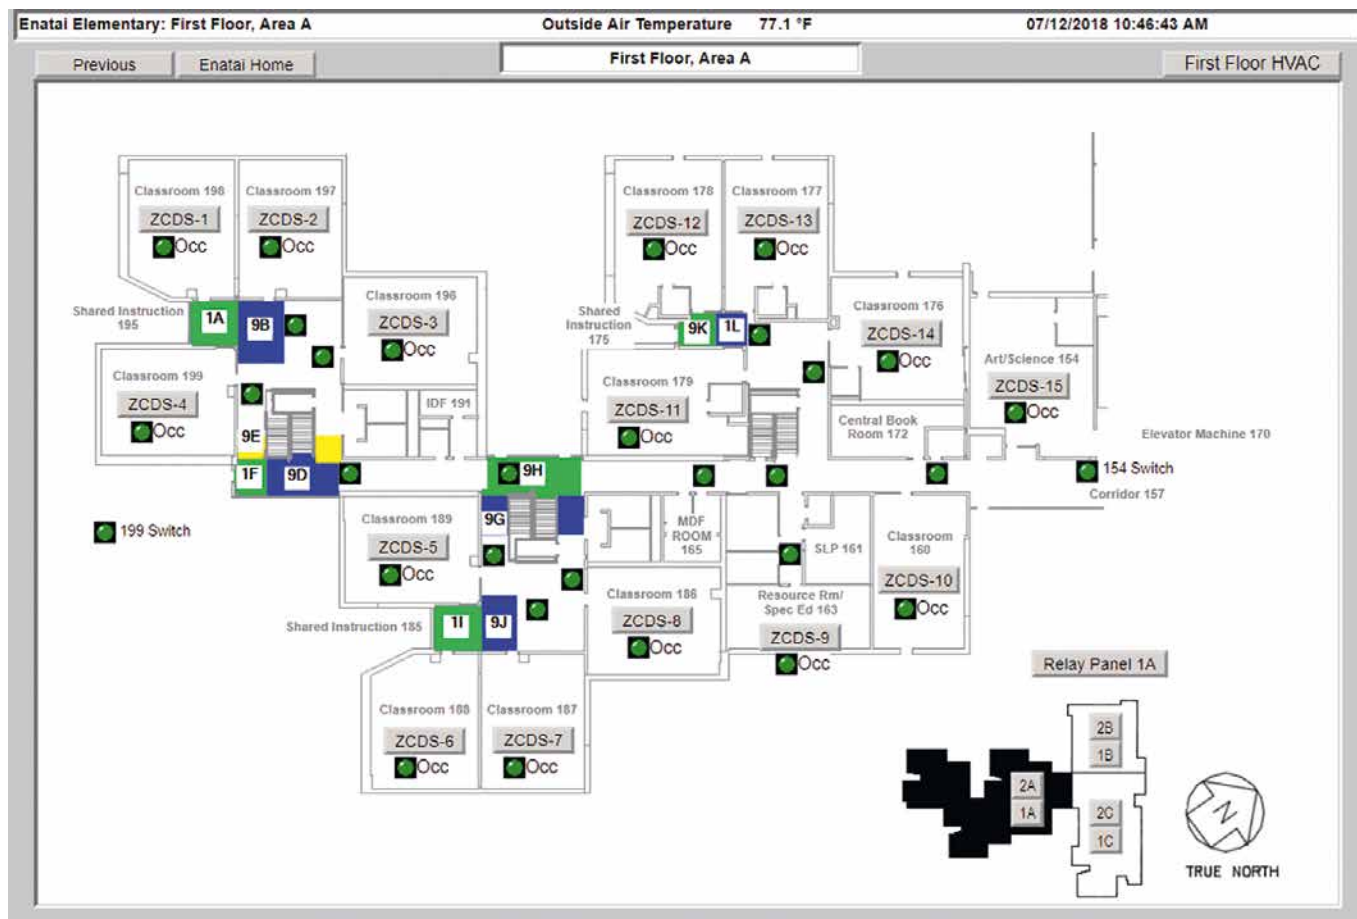 Enatai Elementary: First Floor, Area A
Outside Air Temperature 77.1 °F
07/12/2018 10:46:43 AM
Previous
Enatai Home
First Floor, Area A
First Floor HVAC
Classroom 198
ZCDS-1
Occ
Classroom 197
ZCDS-2
Occ
Classroom 178
ZCDS-12
Occ
Classroom 177
ZCDS-13
Occ
Shared Instruction
195
1A
9B
Classroom 196
ZCDS-3
Occ
Shared
Instruction
175
9K
1L
Classroom 176
ZCDS-14
Occ
Art/Science 154
ZCDS-15
Occ
Classroom 199
ZCDS-4
Occ
IDF 191
Classroom 179
ZCDS-11
Occ
Central Book
Room 172
Elevator Machine 170
9E
1F
9D
9H
154 Switch
Corridor 157
199 Switch
Classroom 189
ZCDS-5
Occ
9G
MDF
ROOM
165
SLP 161
Classroom
160
ZCDS-10
Occ
Shared Instruction 185
1I
9J
Classroom 186
ZCDS-8
Occ
Resource Rm/
Spec Ed 163
ZCDS-9
Occ
Relay Panel 1A
Classroom 188
ZCDS-6
Occ
Classroom 187
ZCDS-7
Occ
2B
1B
2A
1A
2C
1C
N
TRUE NORTH